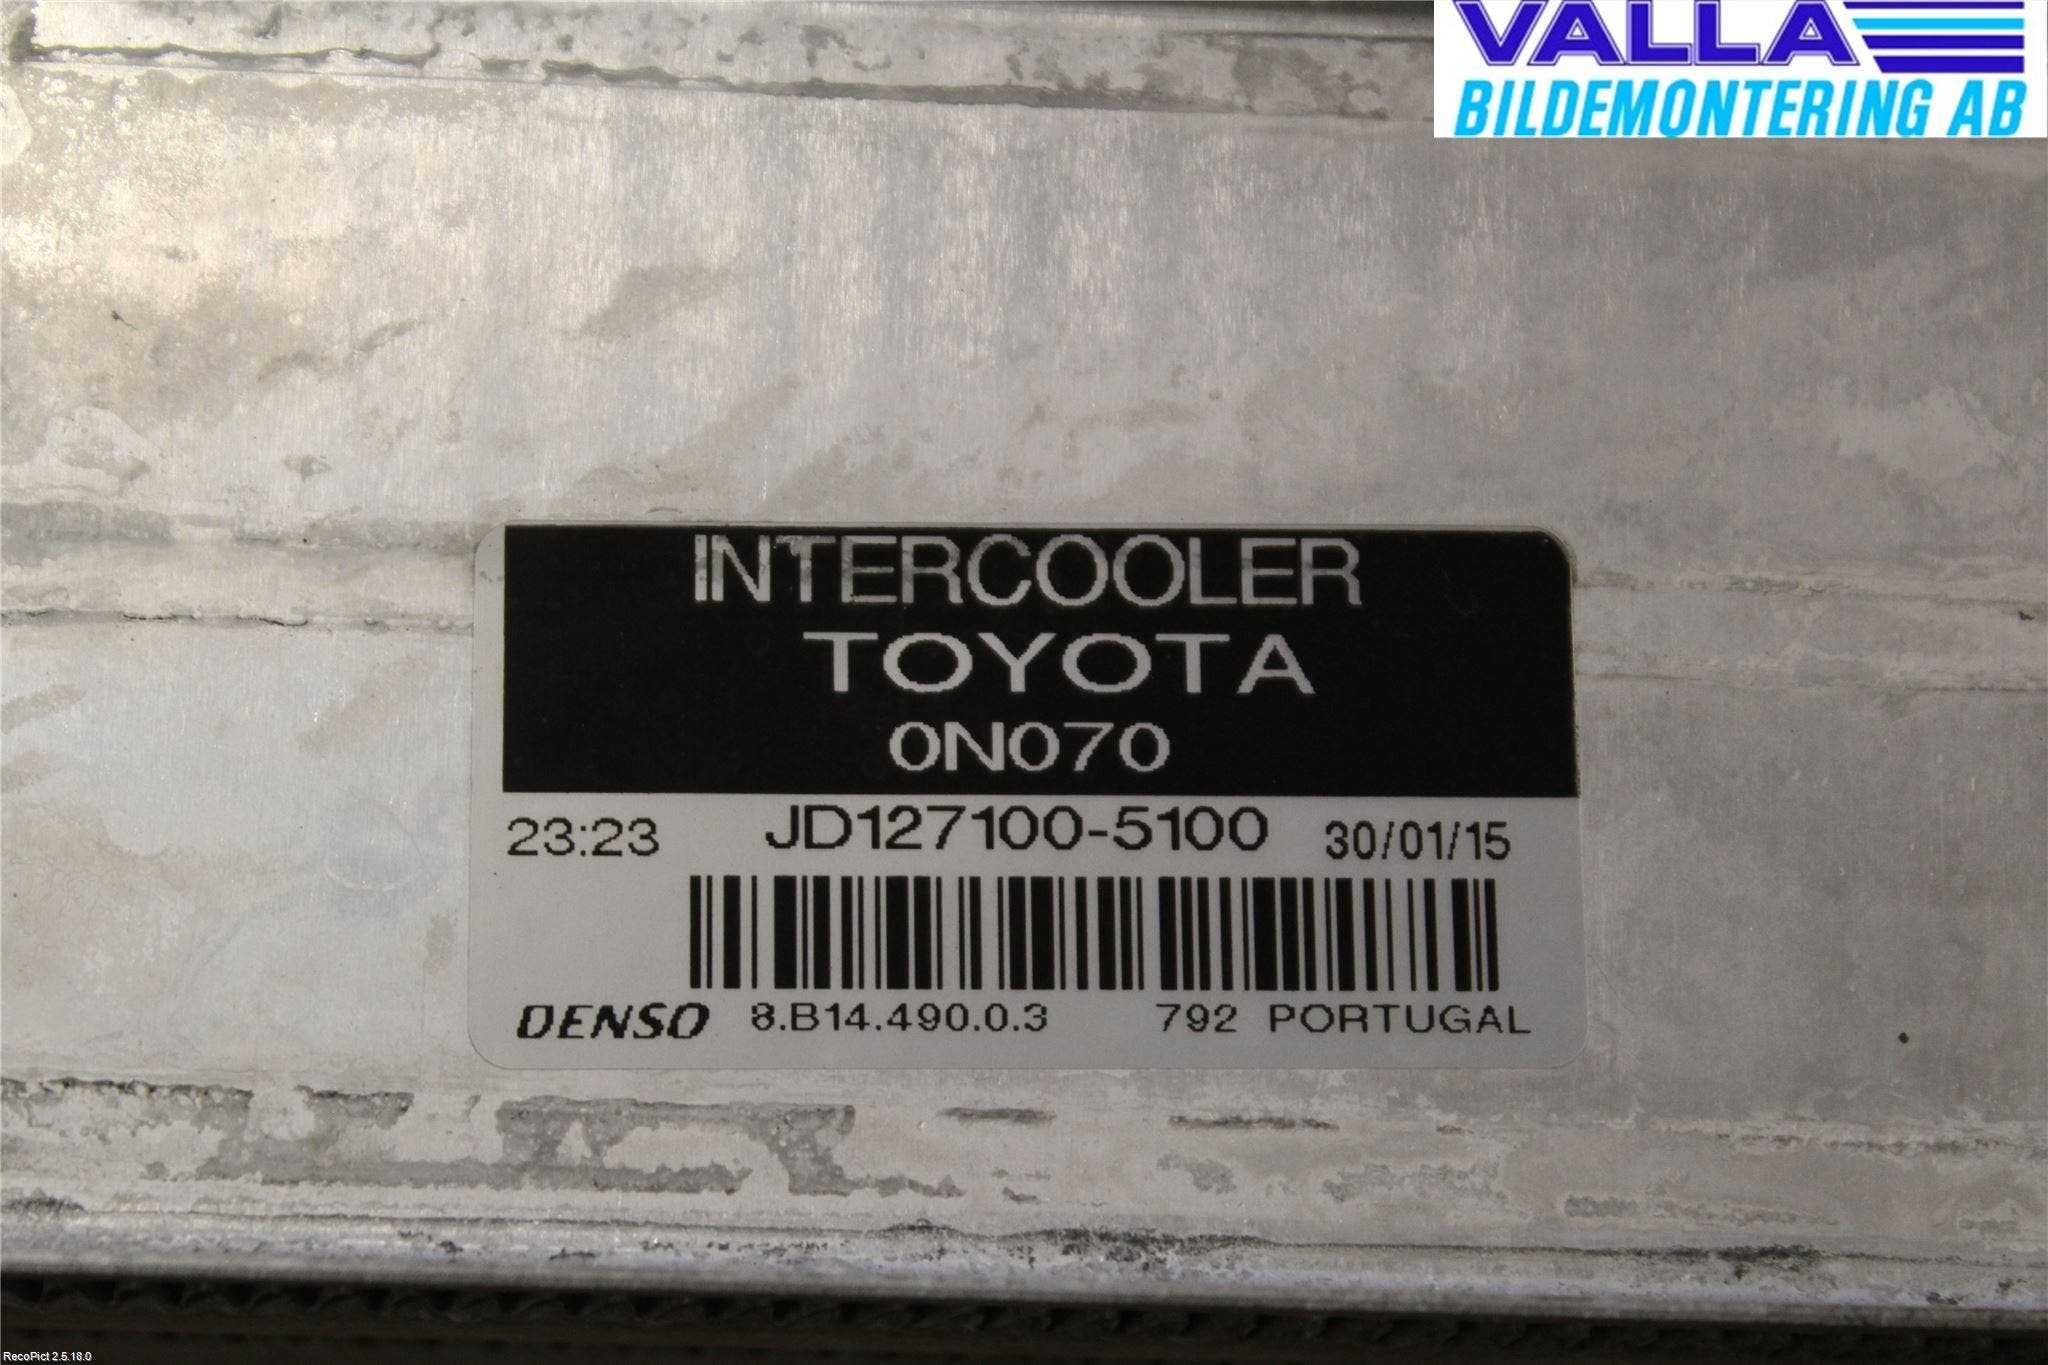 VALLA
BILDEMONTERING AB
INTERCOOLER
TOYOTA
0N070
23:23 JD127100-5100 30/01/15
DENSO 8.B14.490.0.3 792 PORTUGAL
RecoPict 2.5.18.0